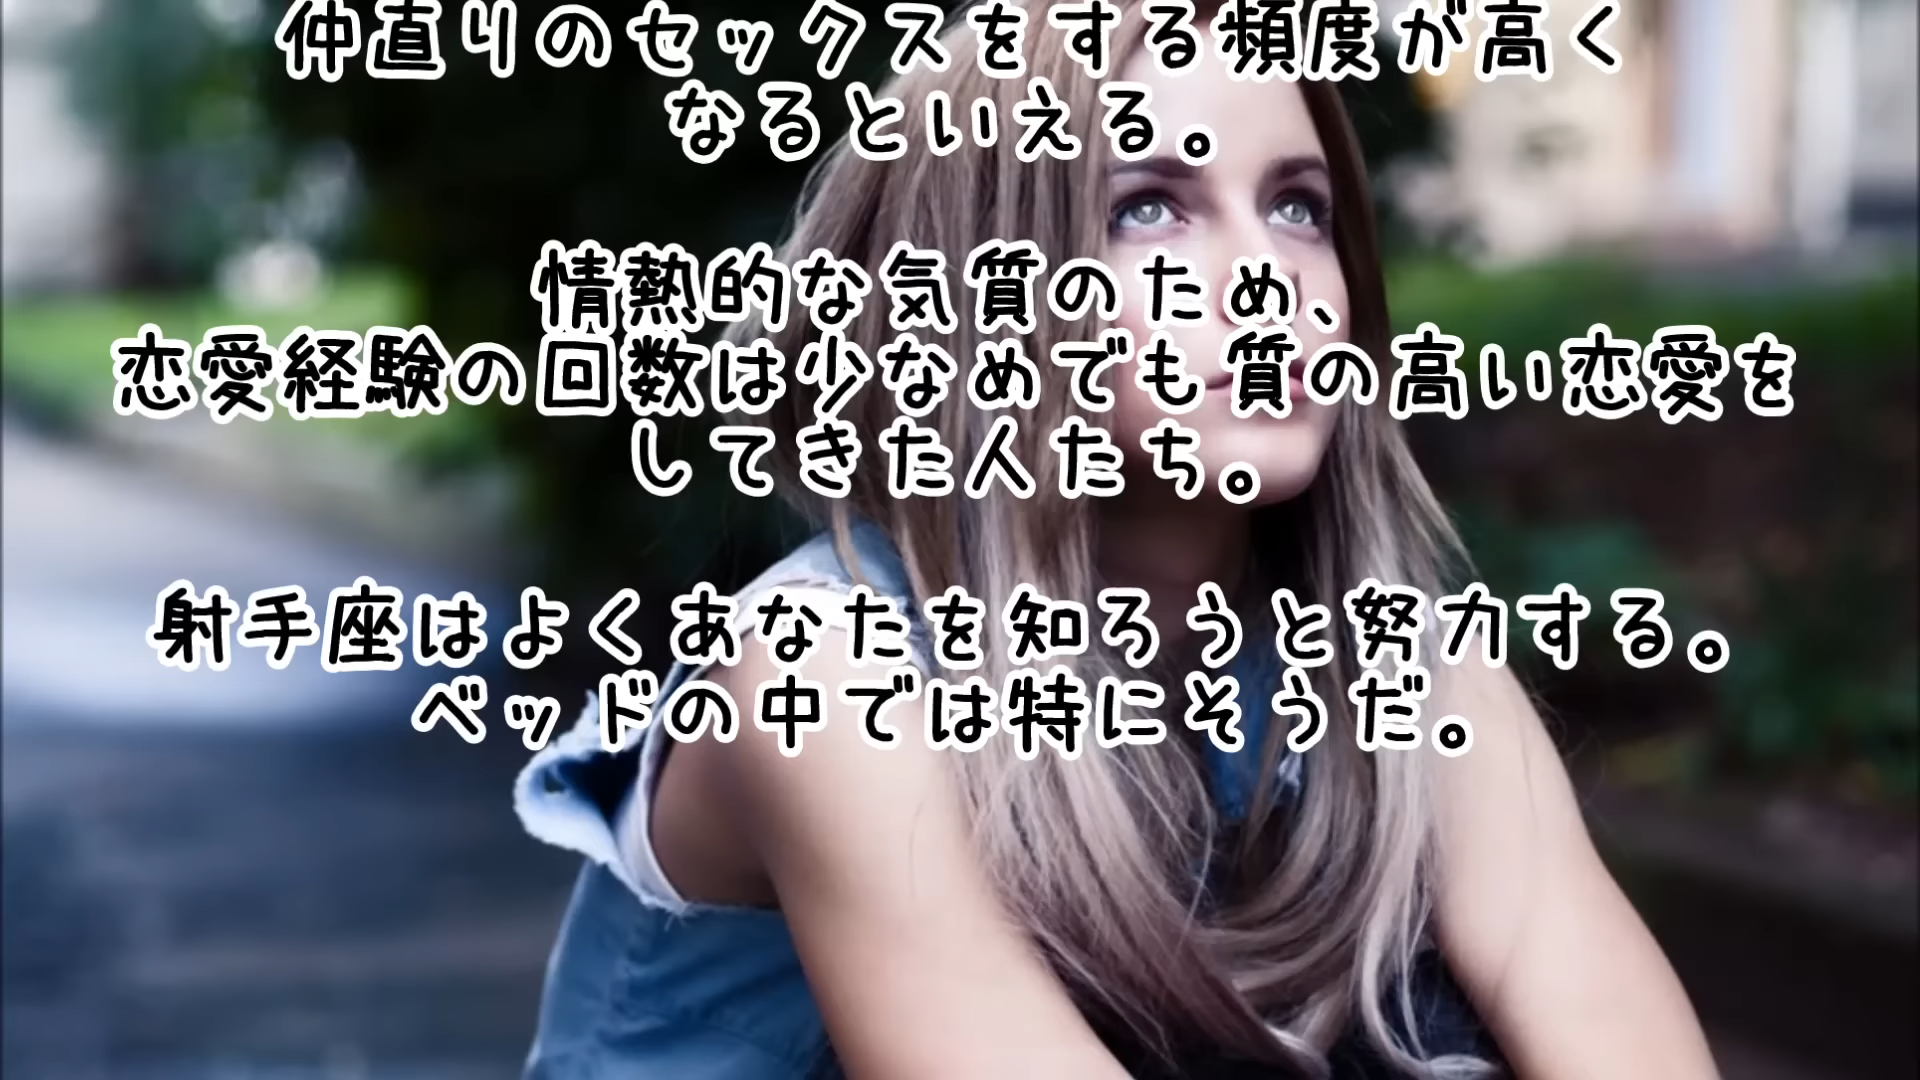 仲直りのセックスをする頻度が高く
なるといえる。
情熱的な気質のため、
恋愛経験の回数は少なめでも質の高い恋愛を
してきた人たち。
射手座はよくあなたを知ろうと努力する。
ベッドの中では特にそうだ。